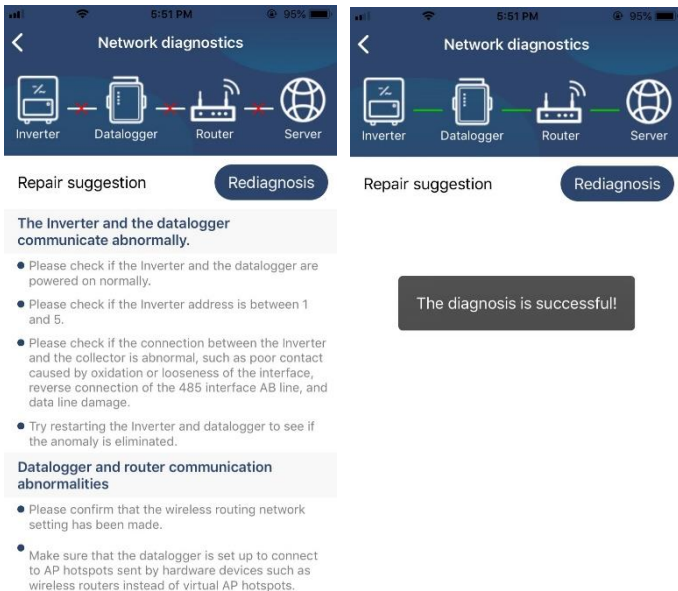 5:51 PM
95%
Network diagnostics
Inverter Datalogger Router Server
Repair suggestion
Rediagnosis
The Inverter and the datalogger
communicate abnormally.
Please check if the Inverter and the datalogger are
powered on normally.
Please check if the Inverter address is between 1
and 5.
Please check if the connection between the Inverter
and the collector is abnormal, such as poor contact
caused by oxidation or looseness of the interface,
reverse connection of the 485 interface AB line, and
data line damage.
Try restarting the Inverter and datalogger to see if
the anomaly is eliminated.
Datalogger and router communication
abnormalities
Please confirm that the wireless routing network
setting has been made.
Make sure that the datalogger is set up to connect
to AP hotspots sent by hardware devices such as
wireless routers instead of virtual AP hotspots.
5:51 PM
95%
Network diagnostics
Inverter Datalogger Router Server
Repair suggestion
Rediagnosis
The diagnosis is successful!